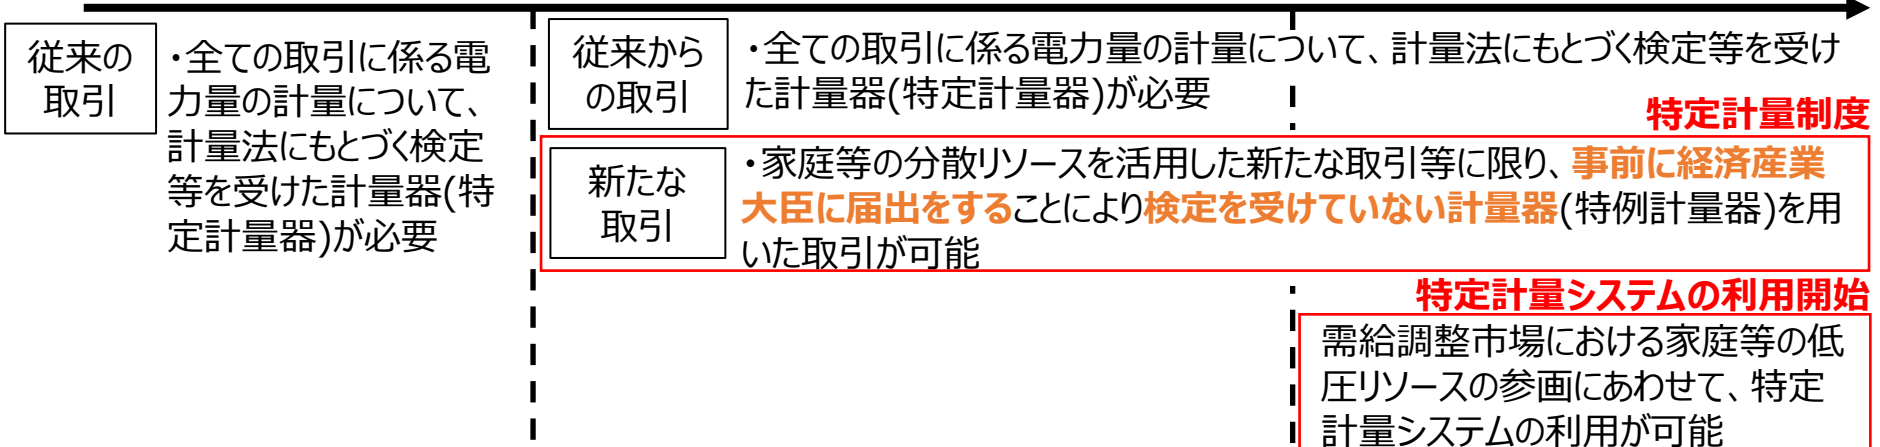 従来の
取引
・全ての取引に係る電
力量の計量について、
計量法にもとづく検定
等を受けた計量器(特
定計量器)が必要
従来から
の取引
・全ての取引に係る電力量の計量について、計量法にもとづく検定等を受け
た計量器(特定計量器)が必要
特定計量制度
新たな
取引
・家庭等の分散リソースを活用した新たな取引等に限り、事前に経済産業
大臣に届出をすることにより検定を受けていない計量器(特例計量器)を用
いた取引が可能
特定計量システムの利用開始
需給調整市場における家庭等の低
圧リソースの参画にあわせて、特定
計量システムの利用が可能